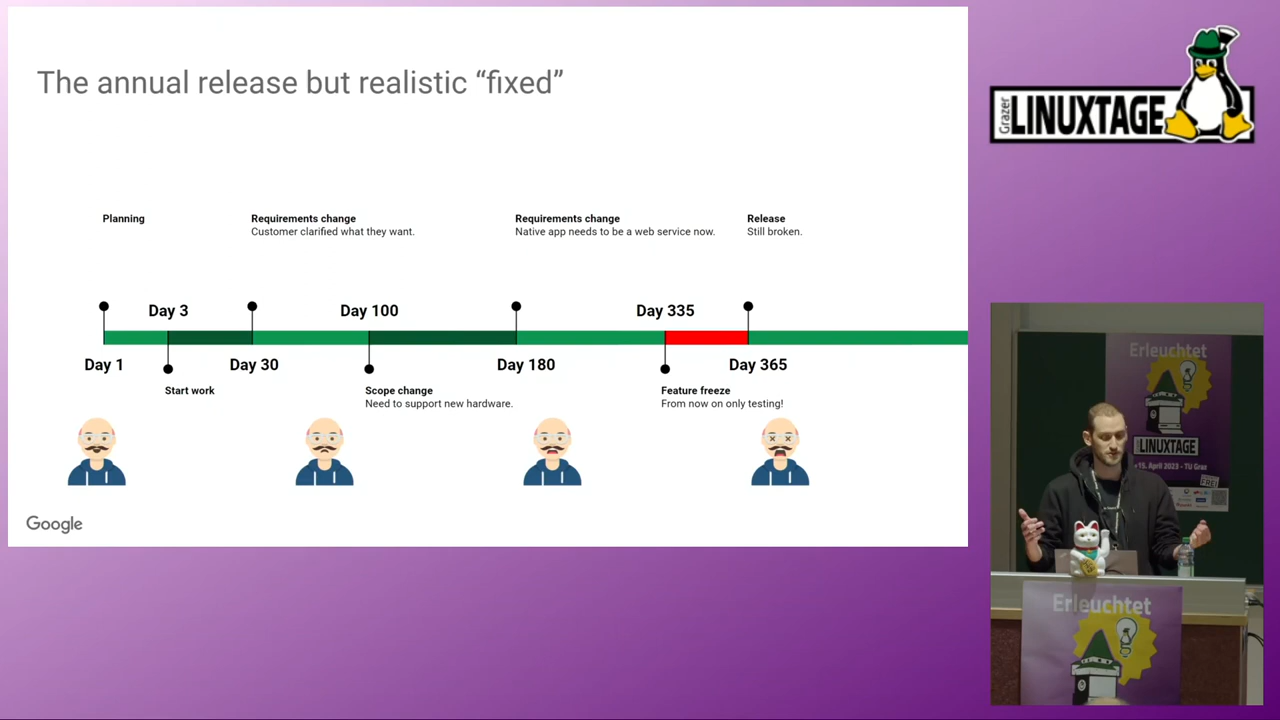 The annual release but realistic “fixed”
Planning
Requirements change
Customer clarified what they want.
Requirements change
Native app needs to be a web service now.
Release
Still broken.
Day 3
Day 100
Day 335
Day 1
Day 30
Day 180
Day 365
Start work
Scope change
Need to support new hardware.
Feature freeze
From now on only testing!
Google
Grazer
LINUXTAGE
Erleuchtet
LINUXTAGE
15. April 2023 - TU Graz
FREI
Erleuchtet